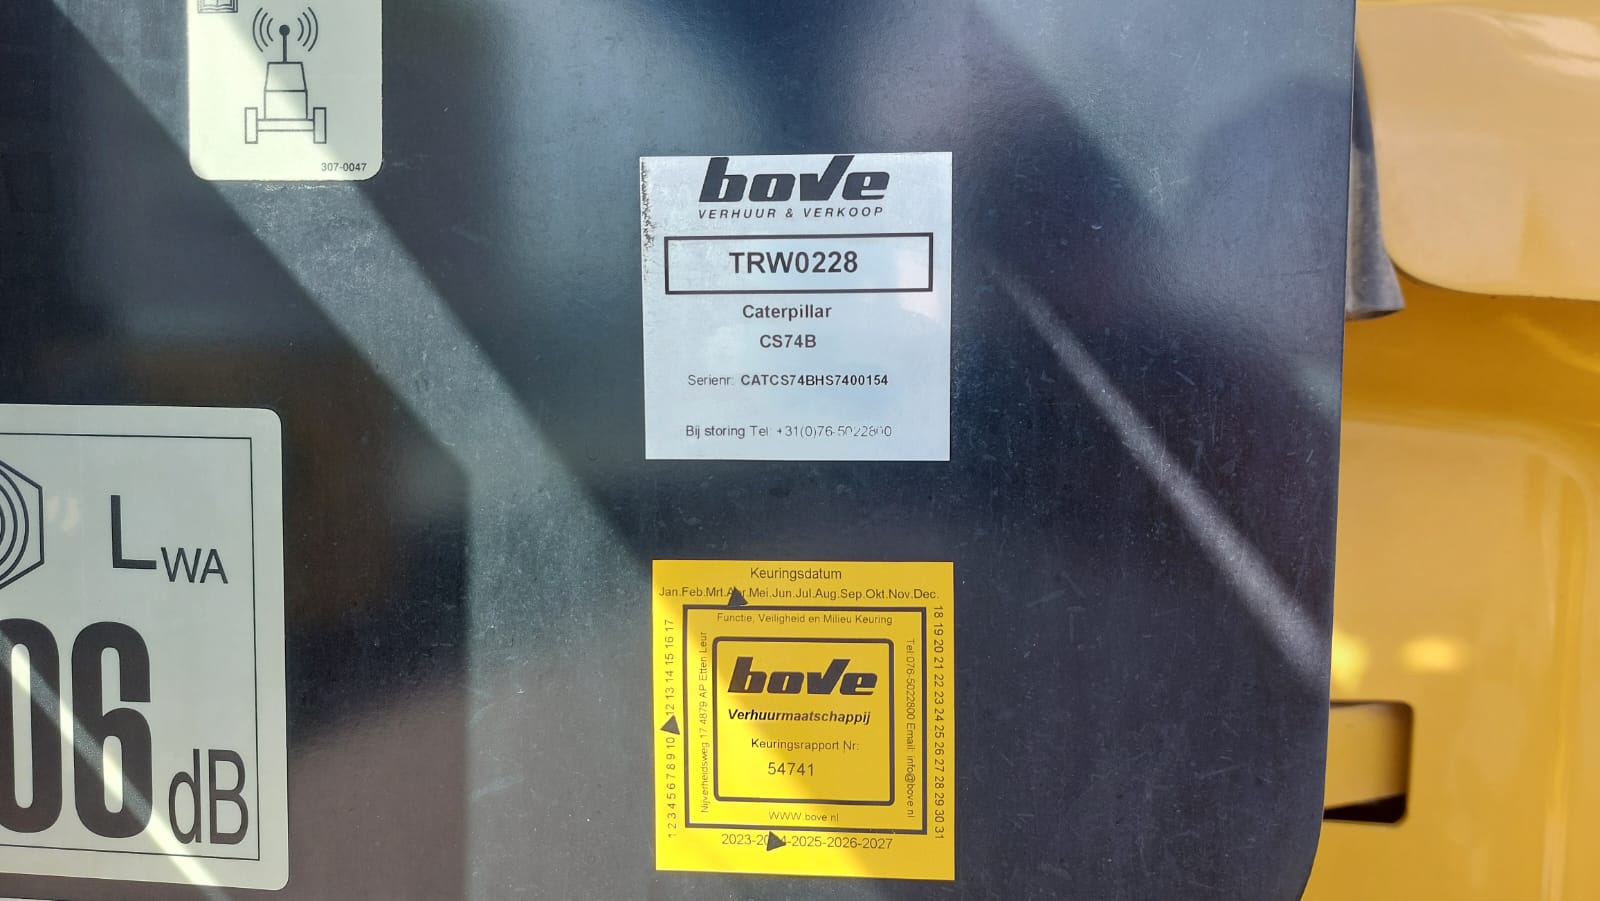 307-0047
bove
VERHUUR & VERKOOP
TRW0228
Caterpillar
CS74B
Serienr: CATCS74BHS7400154
Bij storing Tel: +31(0)76-5022800
LWA
06
dB
Keuringsdatum
Jan.Feb.Mrt.Apr.Mei.Jun.Jul.Aug.Sep.Okt.Nov.Dec.
Functie, Veiligheid en Milieu Keuring
bove
Verhuurmaatschappij
Keuringsrapport Nr:
54741
WWW.bove.nl
2023-2024-2025-2026-2027
1 2 3 4 5 6 7 8 9 10 12 13 14 15 16 17
Nijverheidsweg 17 4879 AP Etten Leur
Tel:076-5022800 Email: info@bove.nl
18 19 20 21 22 23 24 25 26 27 28 29 30 31